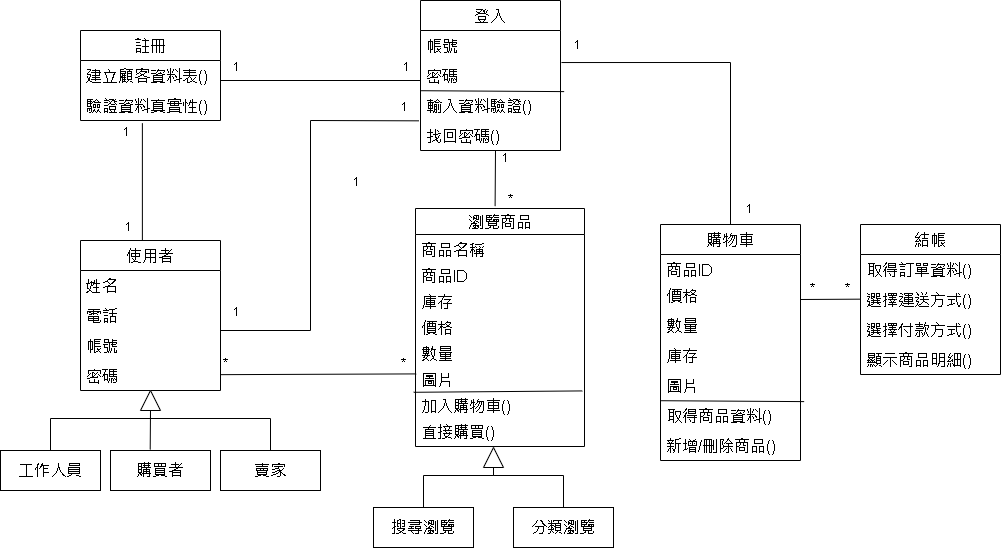 註冊
建立顧客資料表()
驗證資料真實性()
登入
帳號
密碼
輸入資料驗證()
找回密碼()
1
1
1
1
1
1
1
*
1
1
使用者
姓名
電話
帳號
密碼
1
*
*
瀏覽商品
商品名稱
商品ID
庫存
價格
數量
圖片
加入購物車()
直接購買()
購物車
商品ID
價格
數量
庫存
圖片
取得商品資料()
新增/刪除商品()
*
*
結帳
取得訂單資料()
選擇運送方式()
選擇付款方式()
顯示商品明細()
工作人員
購買者
賣家
搜尋瀏覽
分類瀏覽